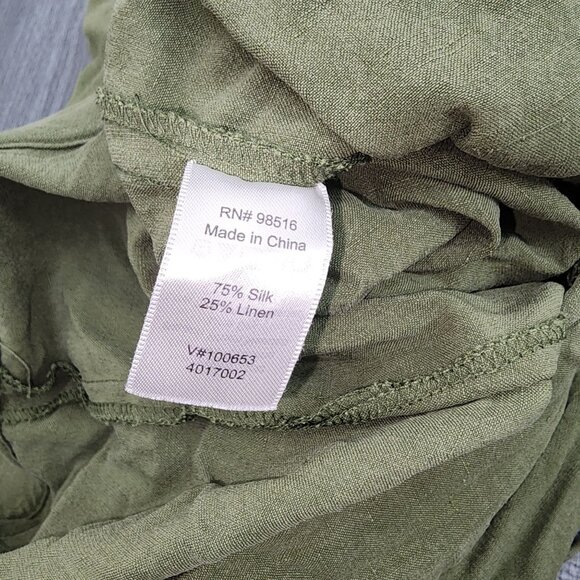 RN# 98516
Made in China
75% Silk
25% Linen
V#100653
4017002